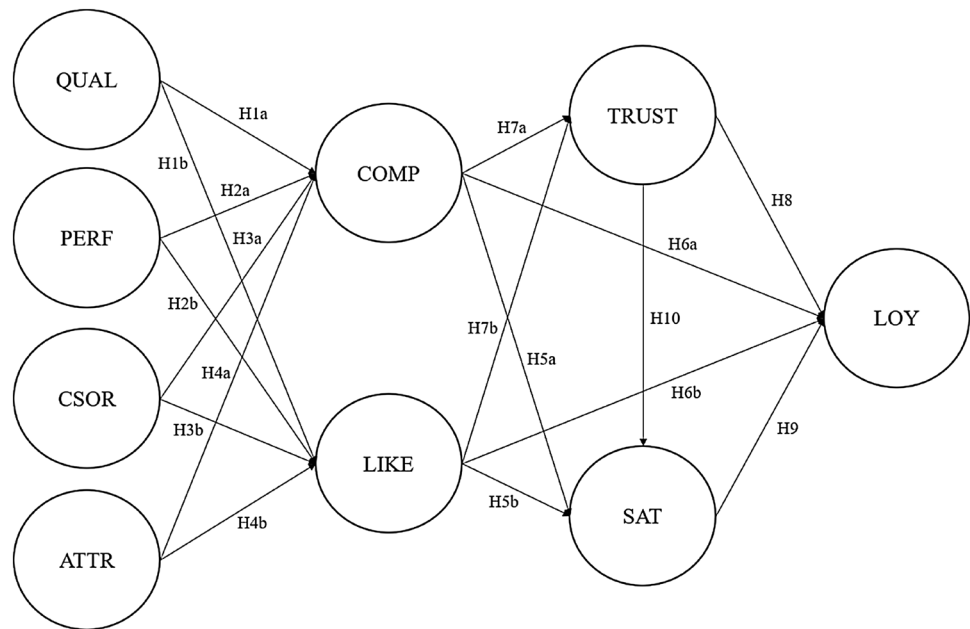 QUAL
PERF
CSOR
ATTR
H1a
H1b
H2a
H3a
H2b
H4a
H3b
H4b
COMP
LIKE
H7a
H6a
H7b
H5a
H6b
H5b
TRUST
H10
SAT
H8
H9
LOY